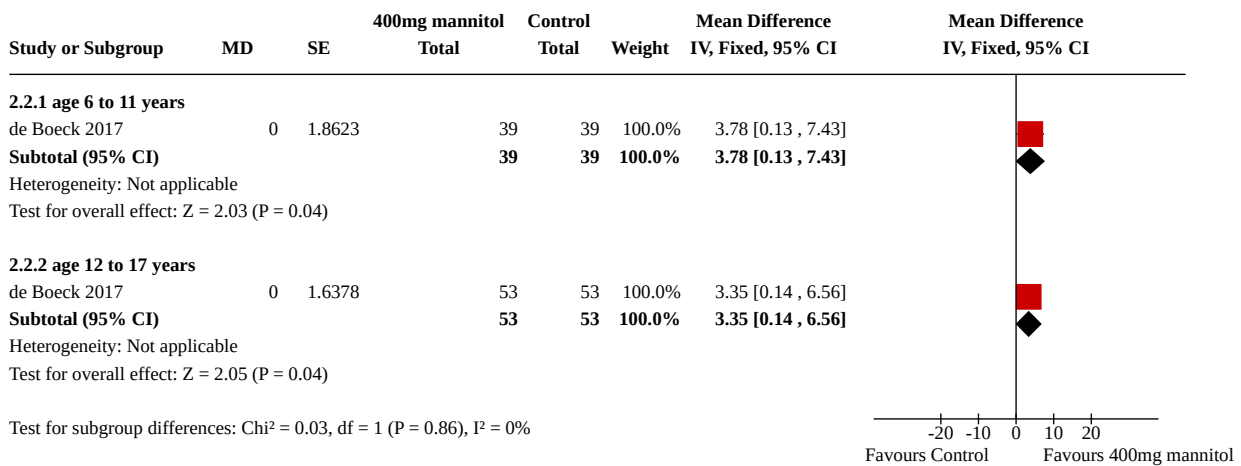 400mg mannitol Control Mean Difference Mean Difference
Study or Subgroup MD SE Total Total Weight IV, Fixed, 95% CI IV, Fixed, 95% CI
2.2.1 age 6 to 11 years
de Boeck 2017 0 1.8623 39 39 100.0% 3.78 [0.13 , 7.43]
Subtotal (95% CI) 39 39 100.0% 3.78 [0.13 , 7.43]
Heterogeneity: Not applicable
Test for overall effect: Z = 2.03 (P = 0.04)
2.2.2 age 12 to 17 years
de Boeck 2017 0 1.6378 53 53 100.0% 3.35 [0.14 , 6.56]
Subtotal (95% CI) 53 53 100.0% 3.35 [0.14 , 6.56]
Heterogeneity: Not applicable
Test for overall effect: Z = 2.05 (P = 0.04)
Test for subgroup differences: Chi² = 0.03, df = 1 (P = 0.86), I² = 0%
-20 -10 0 10 20
Favours Control Favours 400mg mannitol